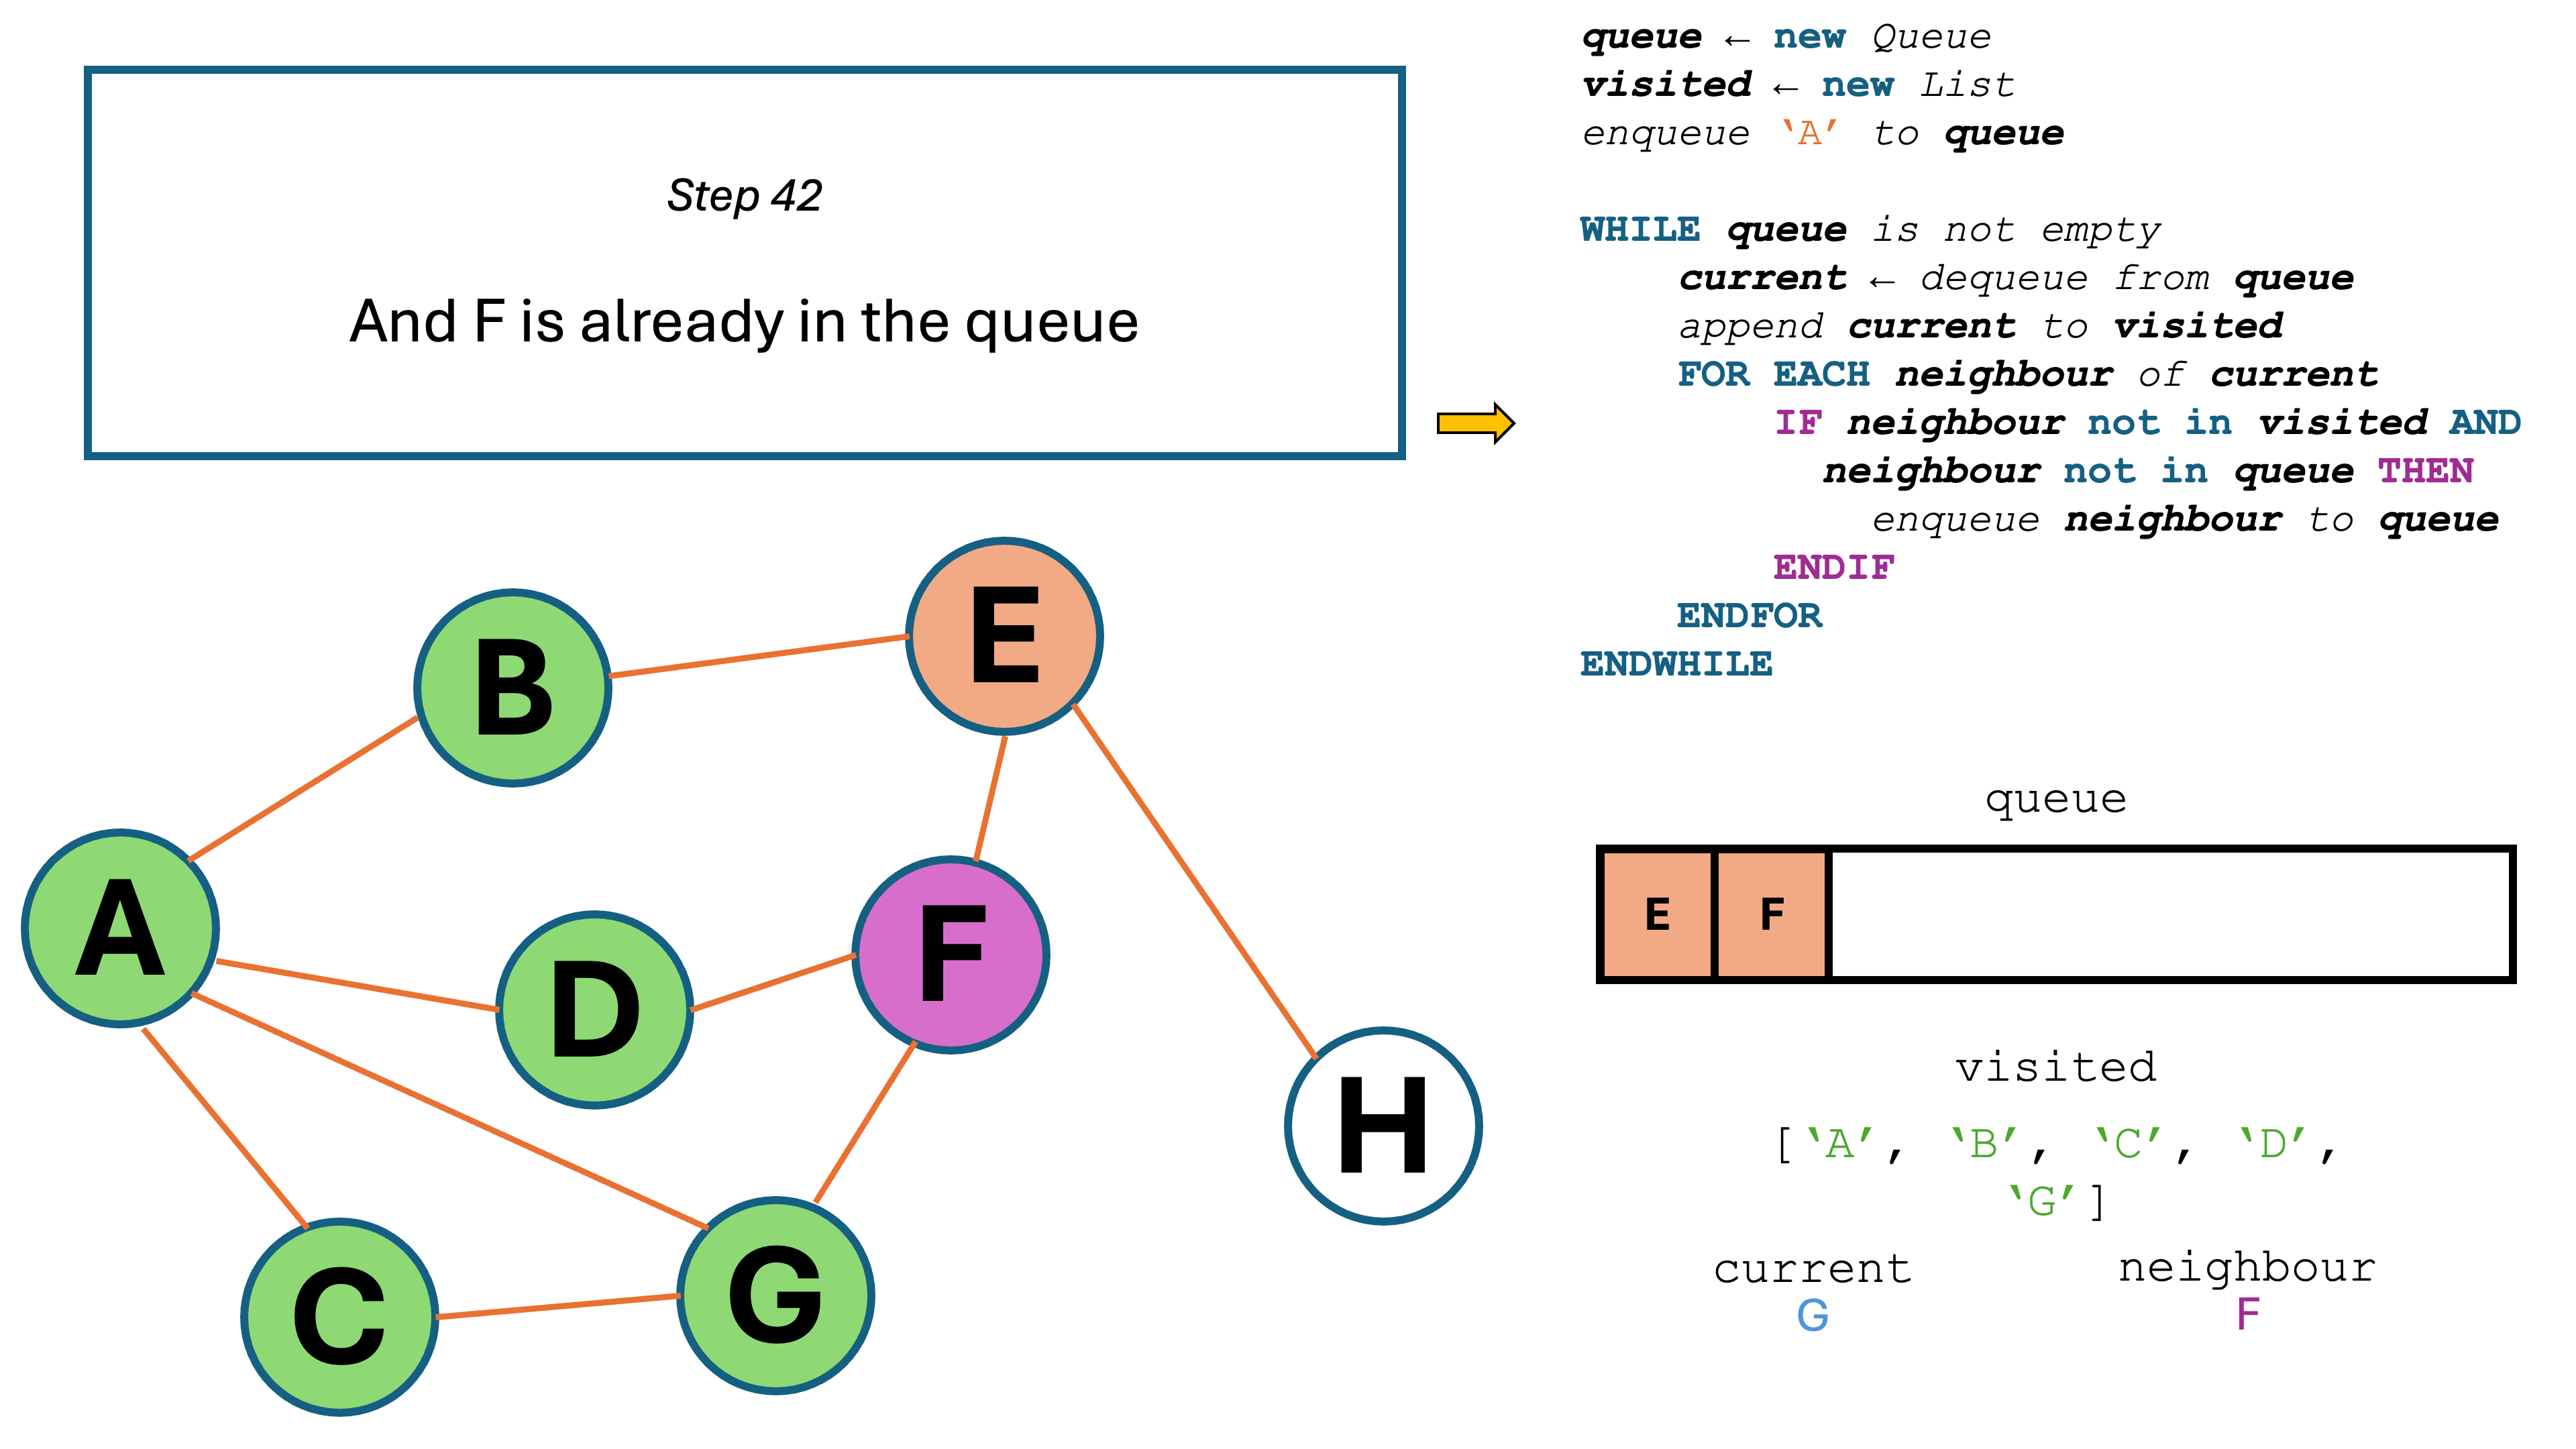 Step 42
And F is already in the queue
queue ← new Queue
visited ← new List
enqueue ‘A’ to queue
WHILE queue is not empty
current ← dequeue from queue
append current to visited
FOR EACH neighbour of current
IF neighbour not in visited AND
neighbour not in queue THEN
enqueue neighbour to queue
ENDIF
ENDFOR
ENDWHILE
E
B
A
F
D
H
C
G
queue
E F
visited
[‘A’, ‘B’, ‘C’, ‘D’,
‘G’]
current neighbour
G F